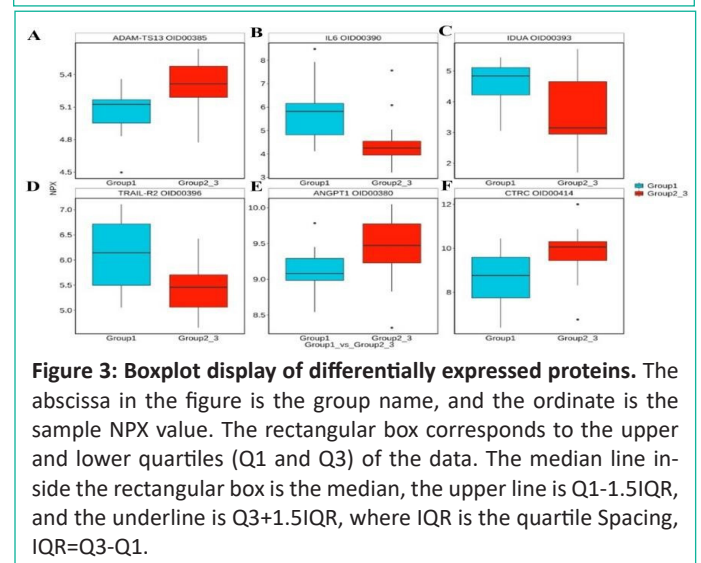 A ADAM-TS13 OID00385
B IL6 OID00390
C IDUA OID00393
5.4
5.1
4.8
4.5
8
7
6
5
4
3
5
4
3
2
Group1 Group2_3
Group1 Group2_3
Group1 Group2_3
NPX
D TRAIL-R2 OID00396
E ANGPT1 OID00380
F CTRC OID00414
Group1
Group2_3
7.0
6.5
6.0
5.5
5.0
10.0
9.5
9.0
8.5
12
10
8
Group1 Group2_3
Group1 Group2_3
Group1 Group2_3
Group1_vs_Group2_3
Figure 3: Boxplot display of differentially expressed proteins. The
abscissa in the figure is the group name, and the ordinate is the
sample NPX value. The rectangular box corresponds to the upper
and lower quartiles (Q1 and Q3) of the data. The median line in-
side the rectangular box is the median, the upper line is Q1-1.5IQR,
and the underline is Q3+1.5IQR, where IQR is the quartile Spacing,
IQR=Q3-Q1.